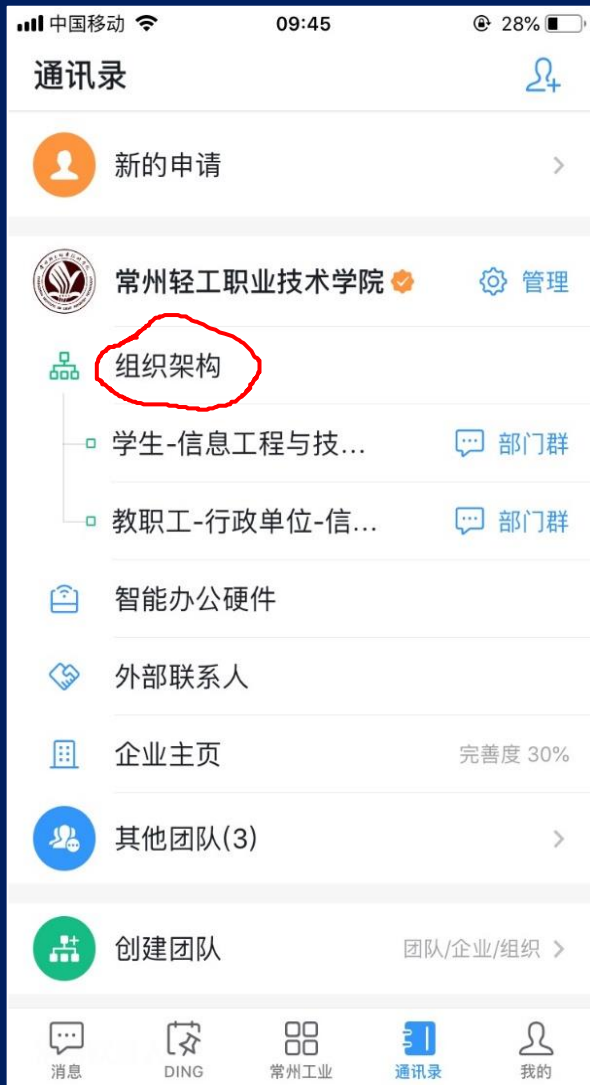 中国移动 09:45 28%
通讯录
新的申请
常州轻工职业技术学院 管理
组织架构
学生-信息工程与技... 部门群
教职工-行政单位-信... 部门群
智能办公硬件
外部联系人
企业主页 完善度 30%
其他团队(3)
创建团队 团队/企业/组织
消息 DING 常州工业 通讯录 我的